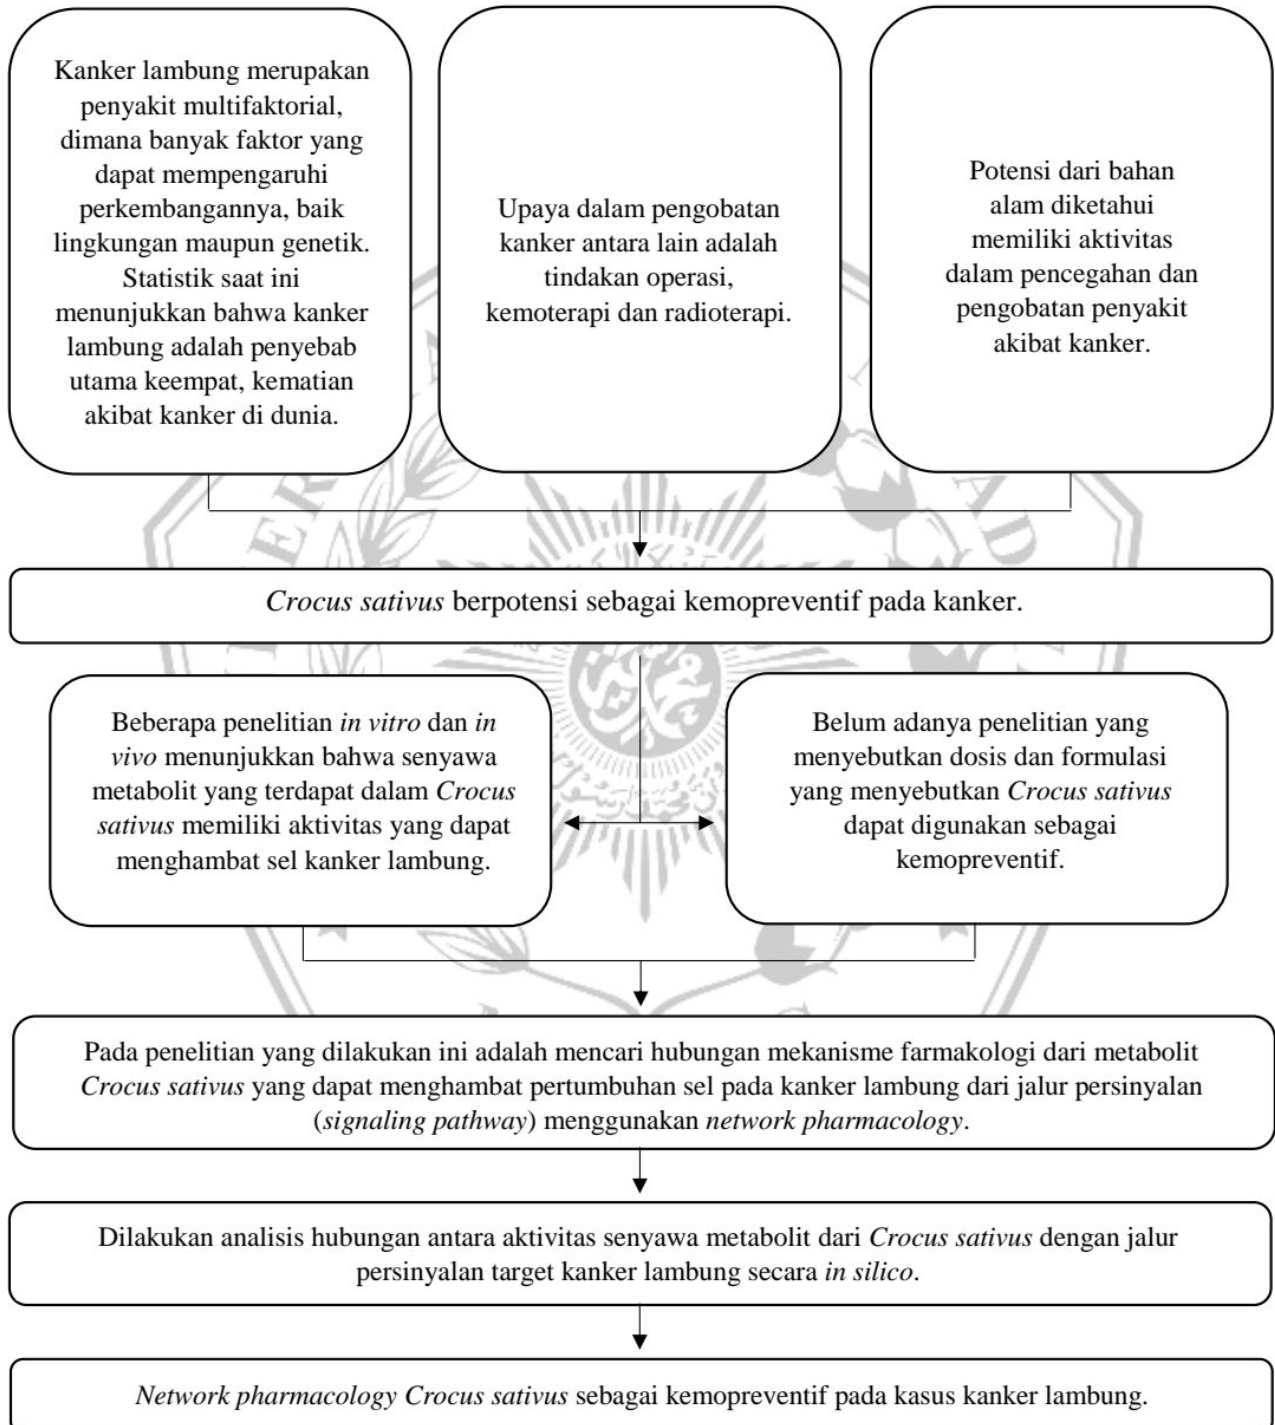 Kanker lambung merupakan
penyakit multifaktorial,
dimana banyak faktor yang
dapat mempengaruhi
perkembangannya, baik
lingkungan maupun genetik.
Statistik saat ini
menunjukkan bahwa kanker
lambung adalah penyebab
utama keempat, kematian
akibat kanker di dunia.
Upaya dalam pengobatan
kanker antara lain adalah
tindakan operasi,
kemoterapi dan radioterapi.
Potensi dari bahan
alam diketahui
memiliki aktivitas
dalam pencegahan dan
pengobatan penyakit
akibat kanker.
Crocus sativus berpotensi sebagai kemopreventif pada kanker.
Beberapa penelitian in vitro dan in
vivo menunjukkan bahwa senyawa
metabolit yang terdapat dalam Crocus
sativus memiliki aktivitas yang dapat
menghambat sel kanker lambung.
Belum adanya penelitian yang
menyebutkan dosis dan formulasi
yang menyebutkan Crocus sativus
dapat digunakan sebagai
kemopreventif.
Pada penelitian yang dilakukan ini adalah mencari hubungan mekanisme farmakologi dari metabolit
Crocus sativus yang dapat menghambat pertumbuhan sel pada kanker lambung dari jalur persinyalan
(signaling pathway) menggunakan network pharmacology.
Dilakukan analisis hubungan antara aktivitas senyawa metabolit dari Crocus sativus dengan jalur
persinyalan target kanker lambung secara in silico.
Network pharmacology Crocus sativus sebagai kemopreventif pada kasus kanker lambung.